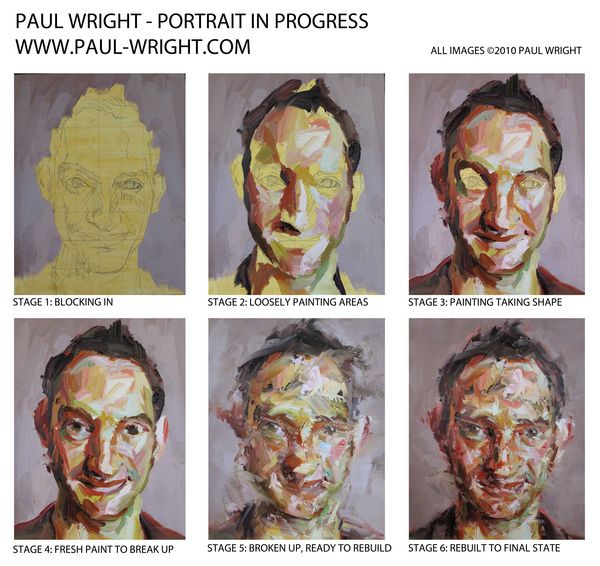 PAUL WRIGHT - PORTRAIT IN PROGRESS
WWW.PAUL-WRIGHT.COM
ALL IMAGES ©2010 PAUL WRIGHT
STAGE 1: BLOCKING IN
STAGE 2: LOOSELY PAINTING AREAS
STAGE 3: PAINTING TAKING SHAPE
STAGE 4: FRESH PAINT TO BREAK UP
STAGE 5: BROKEN UP, READY TO REBUILD
STAGE 6: REBUILT TO FINAL STATE